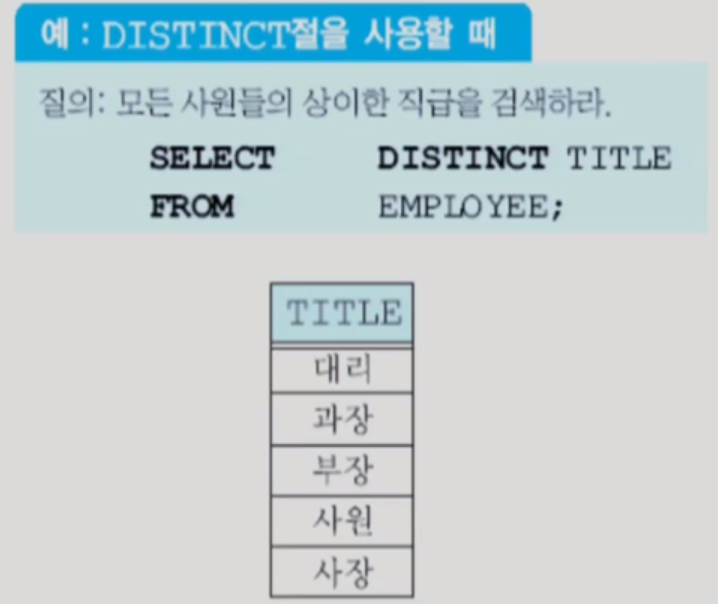 예 : DISTINCT절을 사용할 때
질의: 모든 사원들의 상이한 직급을 검색하라.
SELECT DISTINCT TITLE
FROM EMPLOYEE;
TITLE
대리
과장
부장
사원
사장